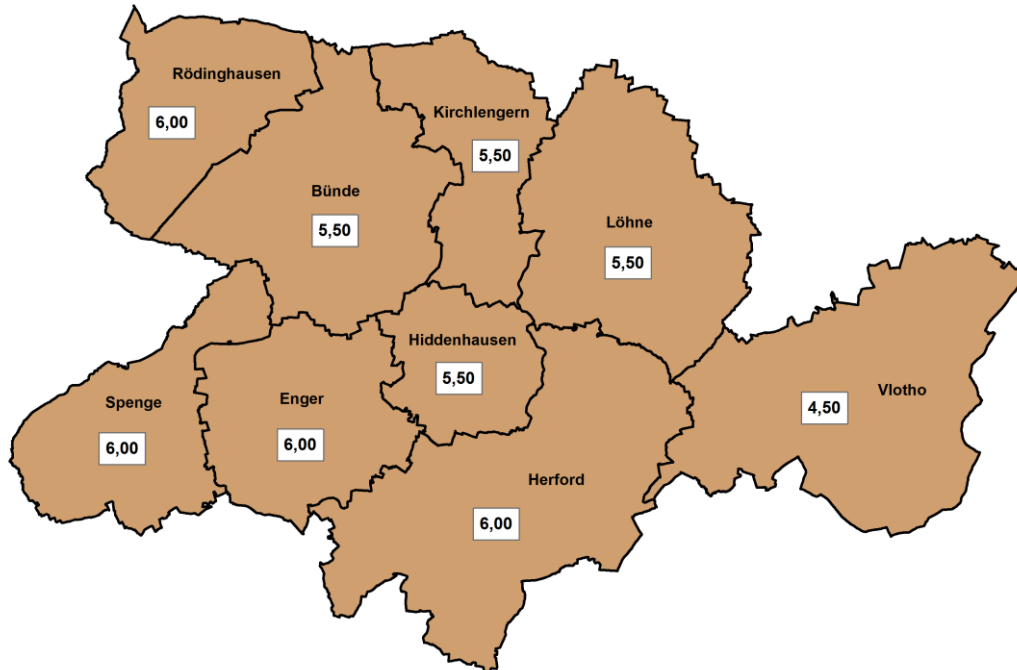 Rödinghausen
6,00
Kirchlengern
5,50
Bünde
5,50
Löhne
5,50
Hiddenhausen
5,50
Spenge
6,00
Enger
6,00
Vlotho
4,50
Herford
6,00